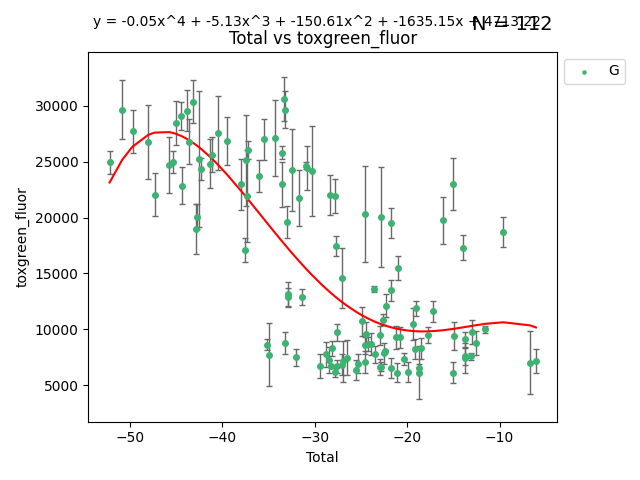 y = -0.05x^4 + -5.13x^3 + -150.61x^2 + -1635.15x + 4713.22
N = 112
Total vs toxgreen_fluor
G
30000
25000
20000
15000
10000
5000
toxgreen_fluor
−50 −40 −30 −20 −10
Total